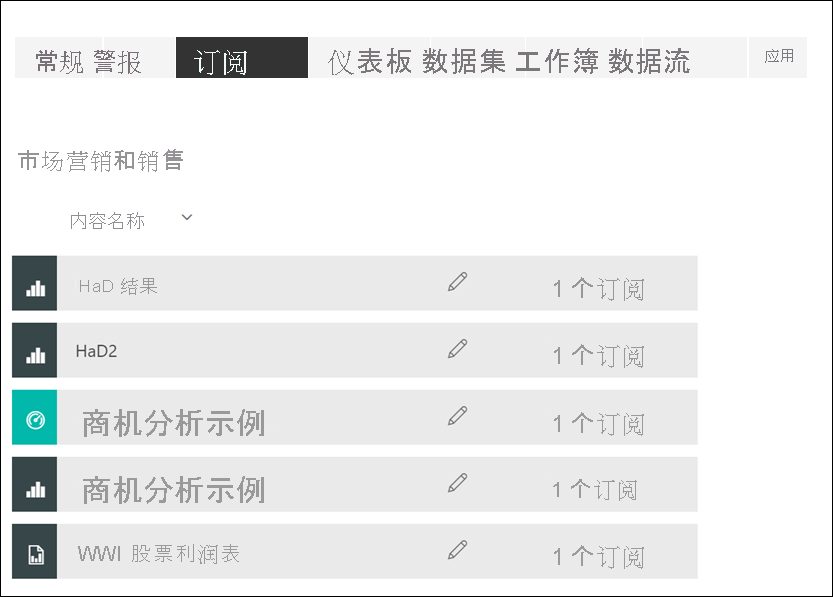 常规 警报 订阅 仪表板 数据集 工作簿 数据流 应用
市场营销和销售
内容名称
HaD 结果 1 个订阅
HaD2 1 个订阅
商机分析示例 1 个订阅
商机分析示例 1 个订阅
WWI 股票利润表 1 个订阅